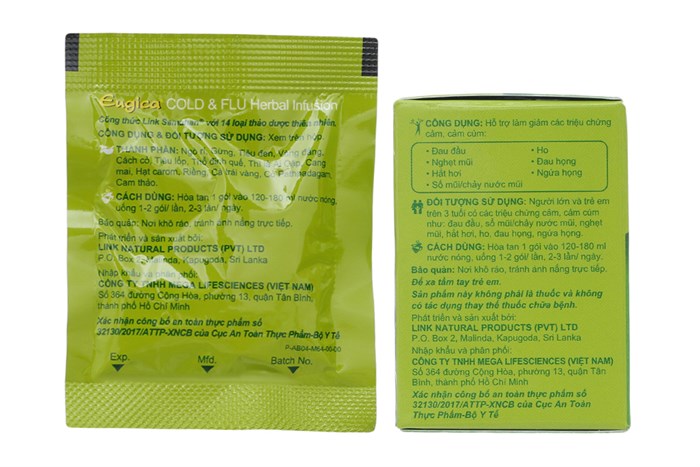 Eugica COLD & FLU Herbal Infusion
Công thức Link Samahan® với 14 loại thảo dược thiên nhiên.
CÔNG DỤNG & ĐỐI TƯỢNG SỬ DỤNG: Xem trên hộp
THÀNH PHẦN: Ngò rí, Gừng, Tiêu đen, Vòng đắng,
Cách cỏ, Tiêu lốp, Thổ định quế, Cang
mai, Hạt carom, Riềng, Cà trái vàng, Cỏ
Cam thảo.
CÁCH DÙNG: Hòa tan 1 gói vào 120-180 ml nước nóng,
uống 1-2 gói/ lần, 2-3 lần/ ngày.
Bảo quản: Nơi khô ráo, tránh ánh nắng trực tiếp.
Phát triển và sản xuất bởi:
LINK NATURAL PRODUCTS (PVT) LTD
P.O. Box 2, Malinda, Kapugoda, Sri Lanka
Nhập khẩu và phân phối:
CÔNG TY TNHH MEGA LIFESCIENCES (VIỆT NAM)
Số 364 đường Cộng Hòa, phường 13, quận Tân Bình,
thành phố Hồ Chí Minh
Xác nhận công bố an toàn thực phẩm số
32130/2017/ATTP-XNCB của Cục An Toàn Thực Phẩm-Bộ Y Tế
Exp. Mfd. Batch No.
CÔNG DỤNG: Hỗ trợ làm giảm các triệu chứng
cảm, cảm cúm:
• Đau đầu • Ho
• Nghẹt mũi • Đau họng
• Hắt hơi • Ngứa họng
• Sổ mũi/chảy nước mũi
ĐỐI TƯỢNG SỬ DỤNG: Người lớn và trẻ em
trên 3 tuổi có các triệu chứng cảm, cảm cúm
như: đau đầu, sổ mũi/chảy nước mũi, nghẹt
mũi, hắt hơi, ho, đau họng, ngứa họng.
CÁCH DÙNG: Hòa tan 1 gói vào 120-180 ml
nước nóng, uống 1-2 gói/ lần, 2-3 lần/ ngày.
Bảo quản: Nơi khô ráo, tránh ánh nắng trực tiếp.
Để xa tầm tay trẻ em.
Sản phẩm này không phải là thuốc và không
có tác dụng thay thế thuốc chữa bệnh.
Phát triển và sản xuất bởi:
LINK NATURAL PRODUCTS (PVT) LTD
P.O. Box 2, Malinda, Kapugoda, Sri Lanka
Nhập khẩu và phân phối:
CÔNG TY TNHH MEGA LIFESCIENCES (VIỆT NAM)
Số 364 đường Cộng Hòa, phường 13, quận Tân
Bình, thành phố Hồ Chí Minh
Xác nhận công bố an toàn thực phẩm số
32130/2017/ATTP-XNCB của Cục An Toàn
Thực Phẩm-Bộ Y Tế